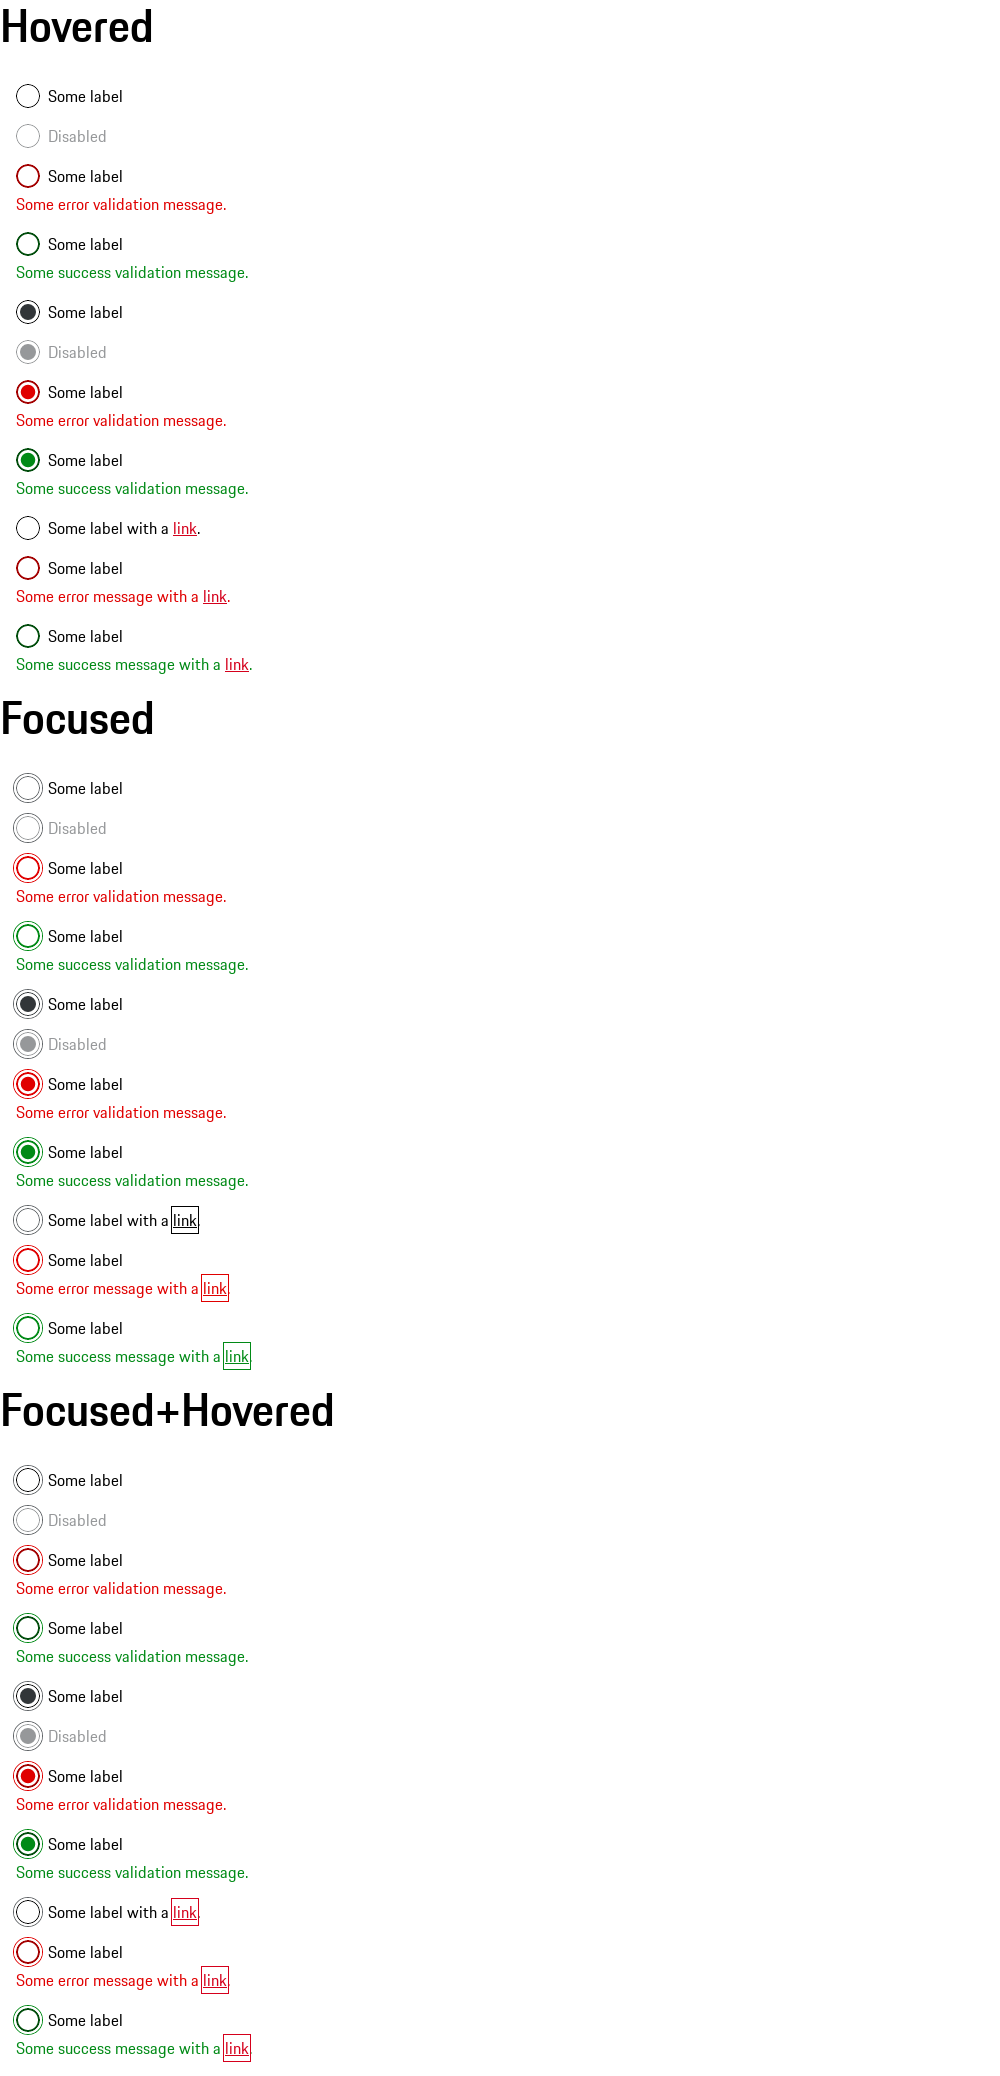 Hovered
Some label
Disabled
Some label
Some error validation message.
Some label
Some success validation message.
Some label
Disabled
Some label
Some error validation message.
Some label
Some success validation message.
Some label with a link.
Some label
Some error message with a link.
Some label
Some success message with a link.
Focused
Some label
Disabled
Some label
Some error validation message.
Some label
Some success validation message.
Some label
Disabled
Some label
Some error validation message.
Some label
Some success validation message.
Some label with a link.
Some label
Some error message with a link.
Some label
Some success message with a link.
Focused+Hovered
Some label
Disabled
Some label
Some error validation message.
Some label
Some success validation message.
Some label
Disabled
Some label
Some error validation message.
Some label
Some success validation message.
Some label with a link.
Some label
Some error message with a link.
Some label
Some success message with a link.